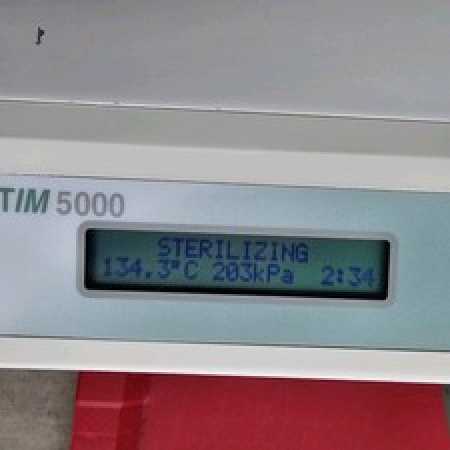 TIM 5000
STERILIZING
134.3°C 203kPa 2:34